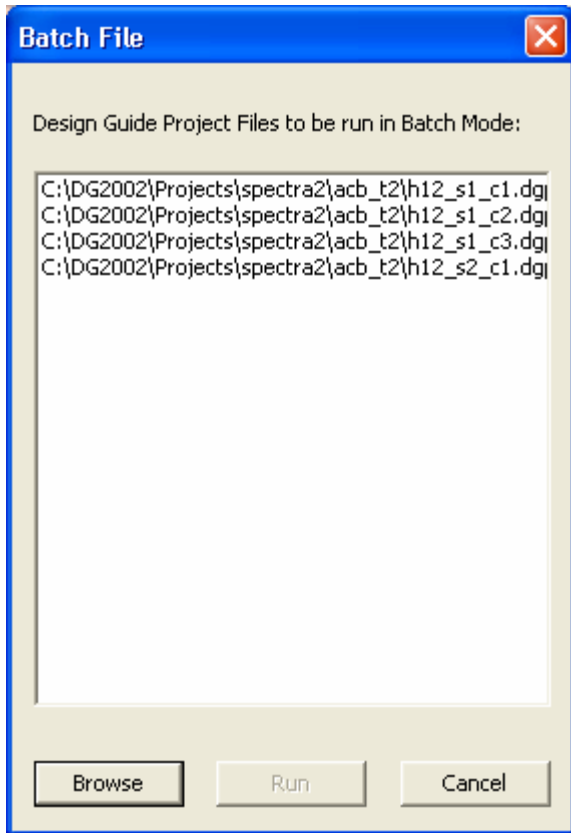 Batch File
Design Guide Project Files to be run in Batch Mode:
C:\DG2002\Projects\spectra2\acb_t2\h12_s1_c1.dg
C:\DG2002\Projects\spectra2\acb_t2\h12_s1_c2.dg
C:\DG2002\Projects\spectra2\acb_t2\h12_s1_c3.dg
C:\DG2002\Projects\spectra2\acb_t2\h12_s2_c1.dg
Browse Run Cancel